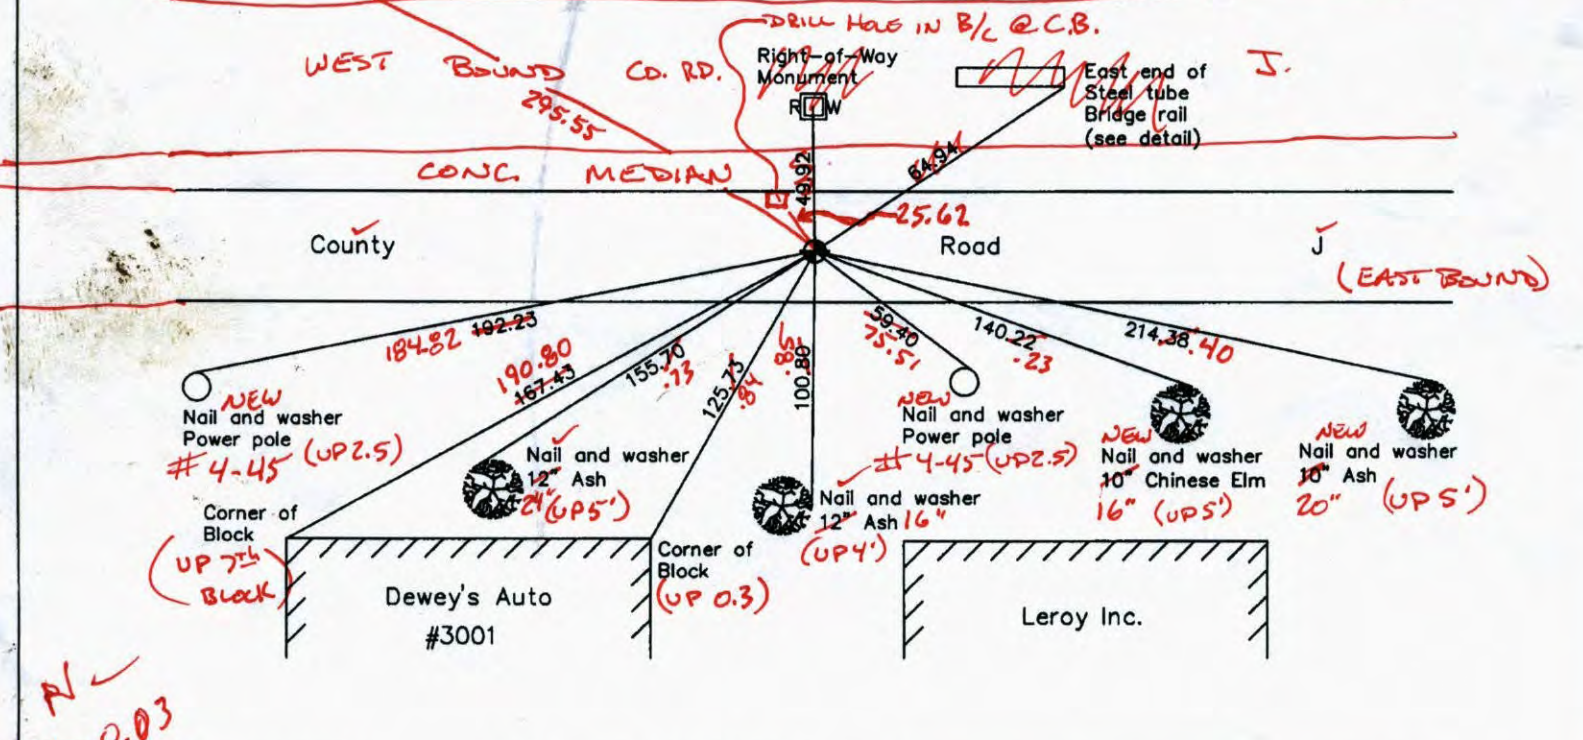 DRILL HOLE IN B/C @ C.B.
WEST BOUND CO. RD. J.
Right-of-Way
Monument
R W
East end of
Steel tube
Bridge rail
(see detail)
295.55
49.92
64.94
CONC. MEDIAN
25.62
County Road J
(EAST BOUND)
184.82 192.23
190.80
167.43
155.70
.73
125.73
.84
.85
100.80
59.40
75.51
140.22
.23
214.38 .40
NEW
Nail and washer
Power pole
# 4-45 (UP 2.5)
Nail and washer
12" Ash
24" (UP 5')
Nail and washer
12" Ash 16"
(UP 4')
NEW
Nail and washer
Power pole
# 4-45 (UP 2.5)
NEW
Nail and washer
10" Chinese Elm
16" (UP 5')
NEW
Nail and washer
10" Ash
20" (UP 5')
Corner of
Block
(UP 7th
BLOCK)
Corner of
Block
(UP 0.3)
Dewey's Auto
#3001
Leroy Inc.
0.03